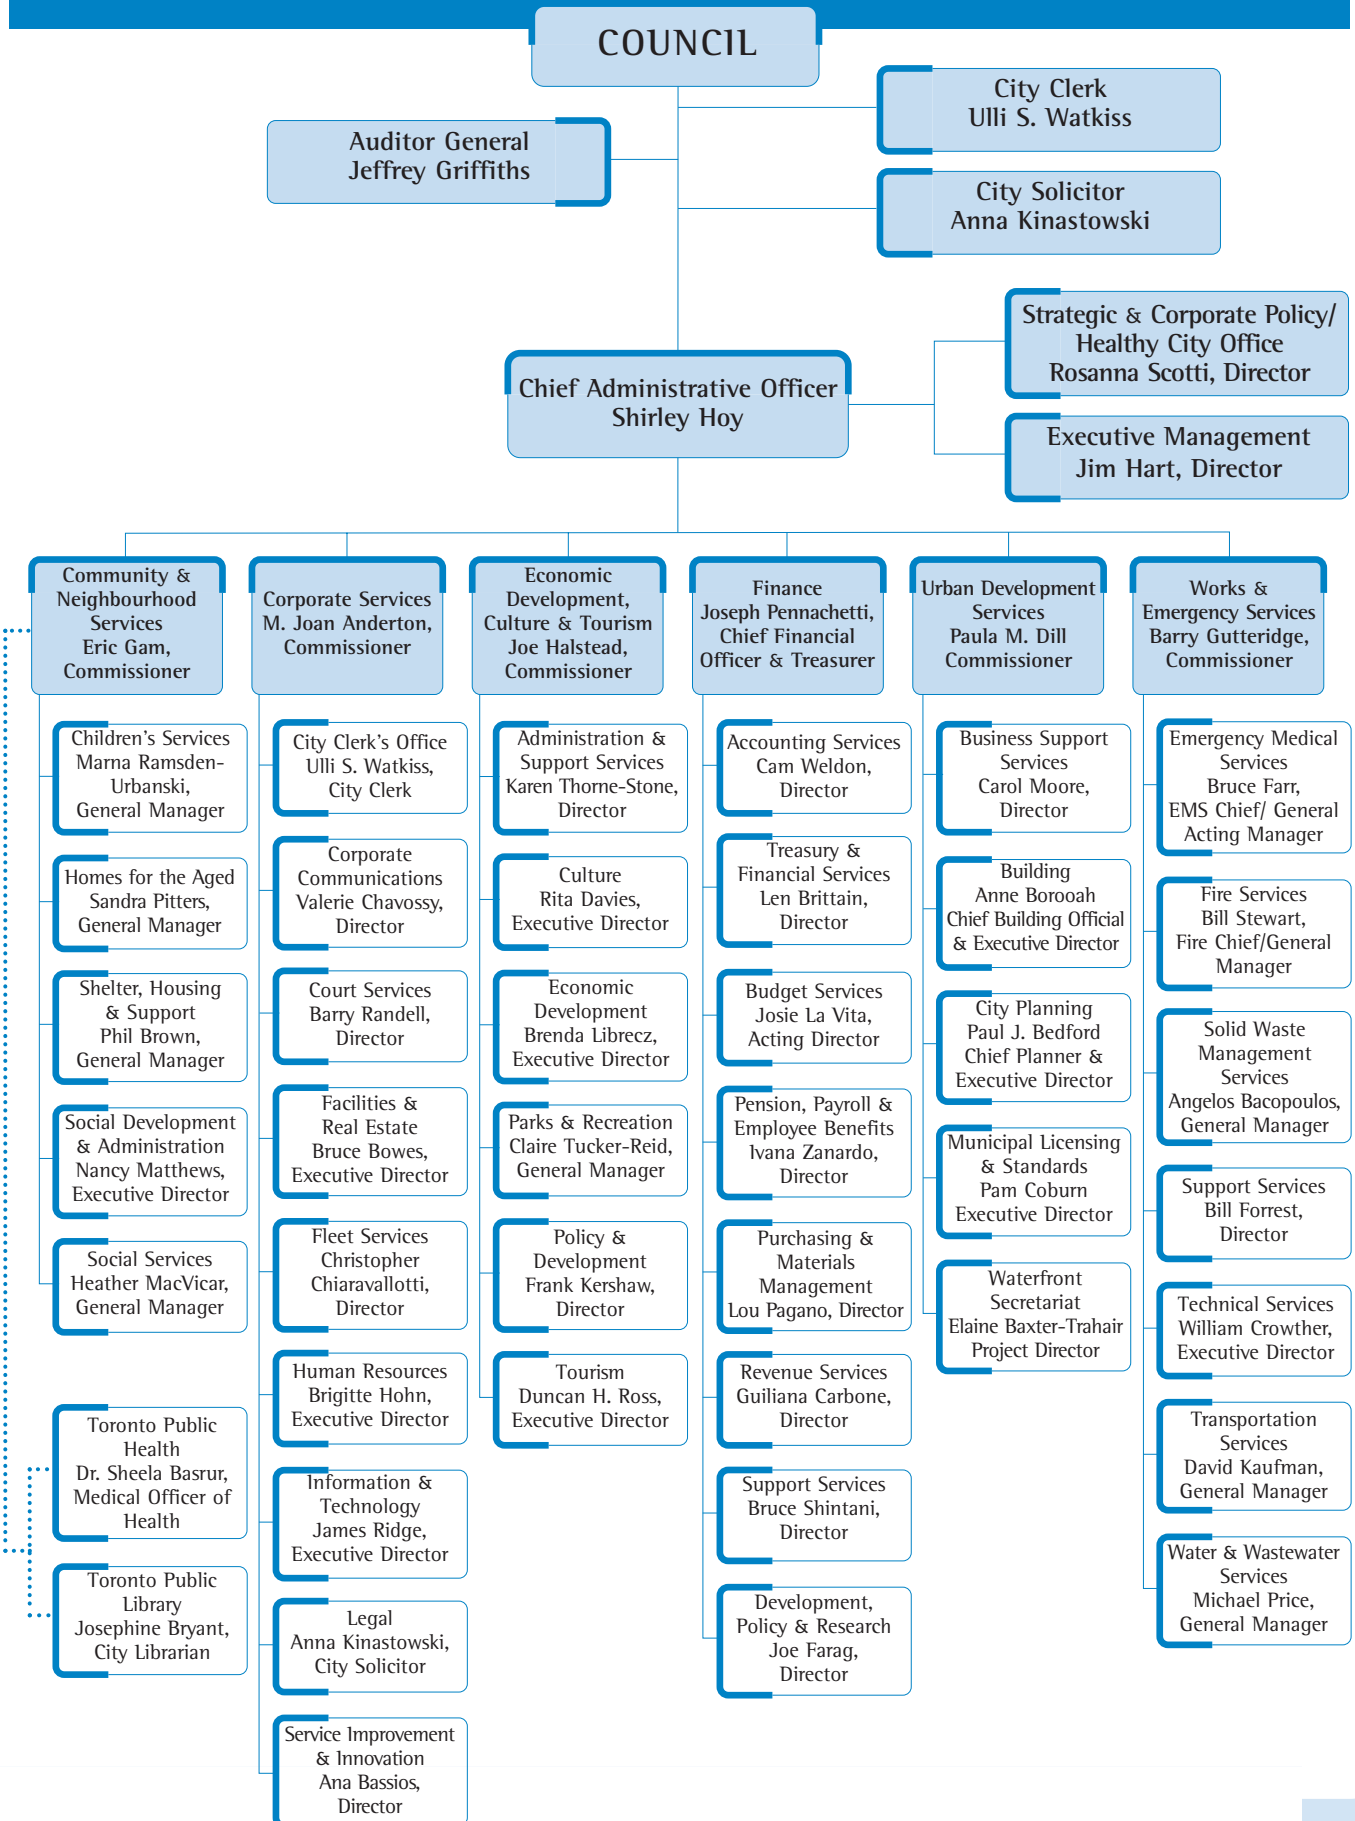 COUNCIL
City Clerk
Ulli S. Watkiss
Auditor General
Jeffrey Griffiths
City Solicitor
Anna Kinastowski
Strategic & Corporate Policy/
Healthy City Office
Rosanna Scotti, Director
Chief Administrative Officer
Shirley Hoy
Executive Management
Jim Hart, Director
Community &
Neighbourhood
Services
Eric Gam,
Commissioner
Children's Services
Marna Ramsden-
Urbanski,
General Manager
Homes for the Aged
Sandra Pitters,
General Manager
Shelter, Housing
& Support
Phil Brown,
General Manager
Social Development
& Administration
Nancy Matthews,
Executive Director
Social Services
Heather MacVicar,
General Manager
Toronto Public
Health
Dr. Sheela Basrur,
Medical Officer of
Health
Toronto Public
Library
Josephine Bryant,
City Librarian
Corporate Services
M. Joan Anderton,
Commissioner
City Clerk's Office
Ulli S. Watkiss,
City Clerk
Corporate
Communications
Valerie Chavossy,
Director
Court Services
Barry Randell,
Director
Facilities &
Real Estate
Bruce Bowes,
Executive Director
Fleet Services
Christopher
Chiaravallotti,
Director
Human Resources
Brigitte Hohn,
Executive Director
Information &
Technology
James Ridge,
Executive Director
Legal
Anna Kinastowski,
City Solicitor
Service Improvement
& Innovation
Ana Bassios,
Director
Economic
Development,
Culture & Tourism
Joe Halstead,
Commissioner
Administration &
Support Services
Karen Thorne-Stone,
Director
Culture
Rita Davies,
Executive Director
Economic
Development
Brenda Librecz,
Executive Director
Parks & Recreation
Claire Tucker-Reid,
General Manager
Policy &
Development
Frank Kershaw,
Director
Tourism
Duncan H. Ross,
Executive Director
Finance
Joseph Pennachetti,
Chief Financial
Officer & Treasurer
Accounting Services
Cam Weldon,
Director
Treasury &
Financial Services
Len Brittain,
Director
Budget Services
Josie La Vita,
Acting Director
Pension, Payroll &
Employee Benefits
Ivana Zanardo,
Director
Purchasing &
Materials
Management
Lou Pagano, Director
Revenue Services
Guiliana Carbone,
Director
Support Services
Bruce Shintani,
Director
Development,
Policy & Research
Joe Farag,
Director
Urban Development
Services
Paula M. Dill
Commissioner
Business Support
Services
Carol Moore,
Director
Building
Anne Borooah
Chief Building Official
& Executive Director
City Planning
Paul J. Bedford
Chief Planner &
Executive Director
Municipal Licensing
& Standards
Pam Coburn
Executive Director
Waterfront
Secretariat
Elaine Baxter-Trahair
Project Director
Works &
Emergency Services
Barry Gutteridge,
Commissioner
Emergency Medical
Services
Bruce Farr,
EMS Chief/ General
Acting Manager
Fire Services
Bill Stewart,
Fire Chief/General
Manager
Solid Waste
Management
Services
Angelos Bacopoulos,
General Manager
Support Services
Bill Forrest,
Director
Technical Services
William Crowther,
Executive Director
Transportation
Services
David Kaufman,
General Manager
Water & Wastewater
Services
Michael Price,
General Manager